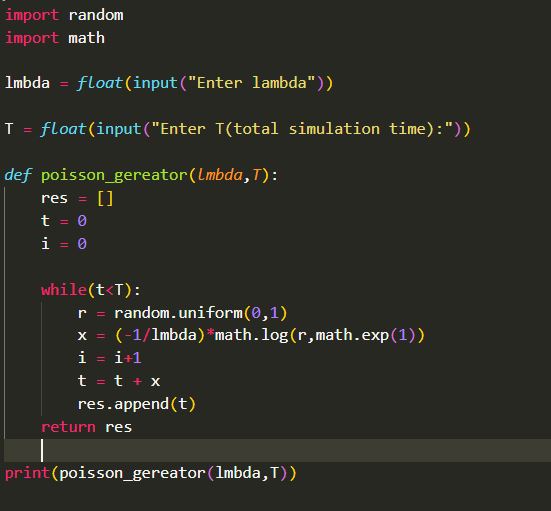 import random
import math
lmbda = float(input("Enter lambda"))
T = float(input("Enter T(total simulation time):"))
def poisson_gereator(lmbda,T):
    res = []
    t = 0
    i = 0
    while(t<T):
        r = random.uniform(0,1)
        x = (-1/lmbda)*math.log(r,math.exp(1))
        i = i+1
        t = t + x
        res.append(t)
    return res
print(poisson_gereator(lmbda,T))